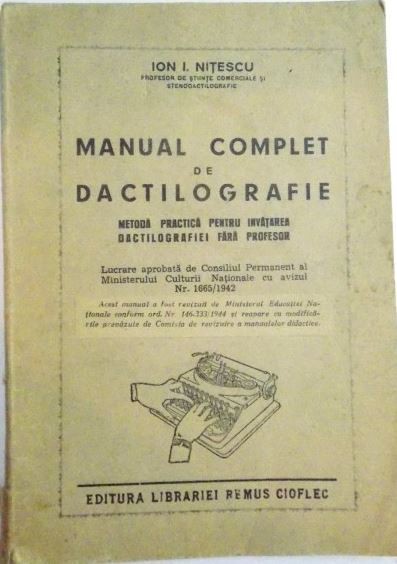 ION I. NIȚESCU
PROFESOR DE ȘTIINȚE COMERCIALE ȘI
STENODACTILOGRAFIE
MANUAL COMPLET
DE
DACTILOGRAFIE
METODĂ PRACTICĂ PENTRU INVĂȚAREA
DACTILOGRAFIEI FĂRĂ PROFESOR
Lucrare aprobată de Consiliul Permanent al
Ministerului Culturii Naționale cu avizul
Nr. 1665/1942
Acest manual a fost revizuit de Ministerul Educației Na-
ționale conform ord. Nr. 146.333/1944 și reapare cu modifică-
rile prevăzute de Comisia de revizuire a manualelor didactice.
EDITURA LIBRARIEI REMUS CIOFLEC